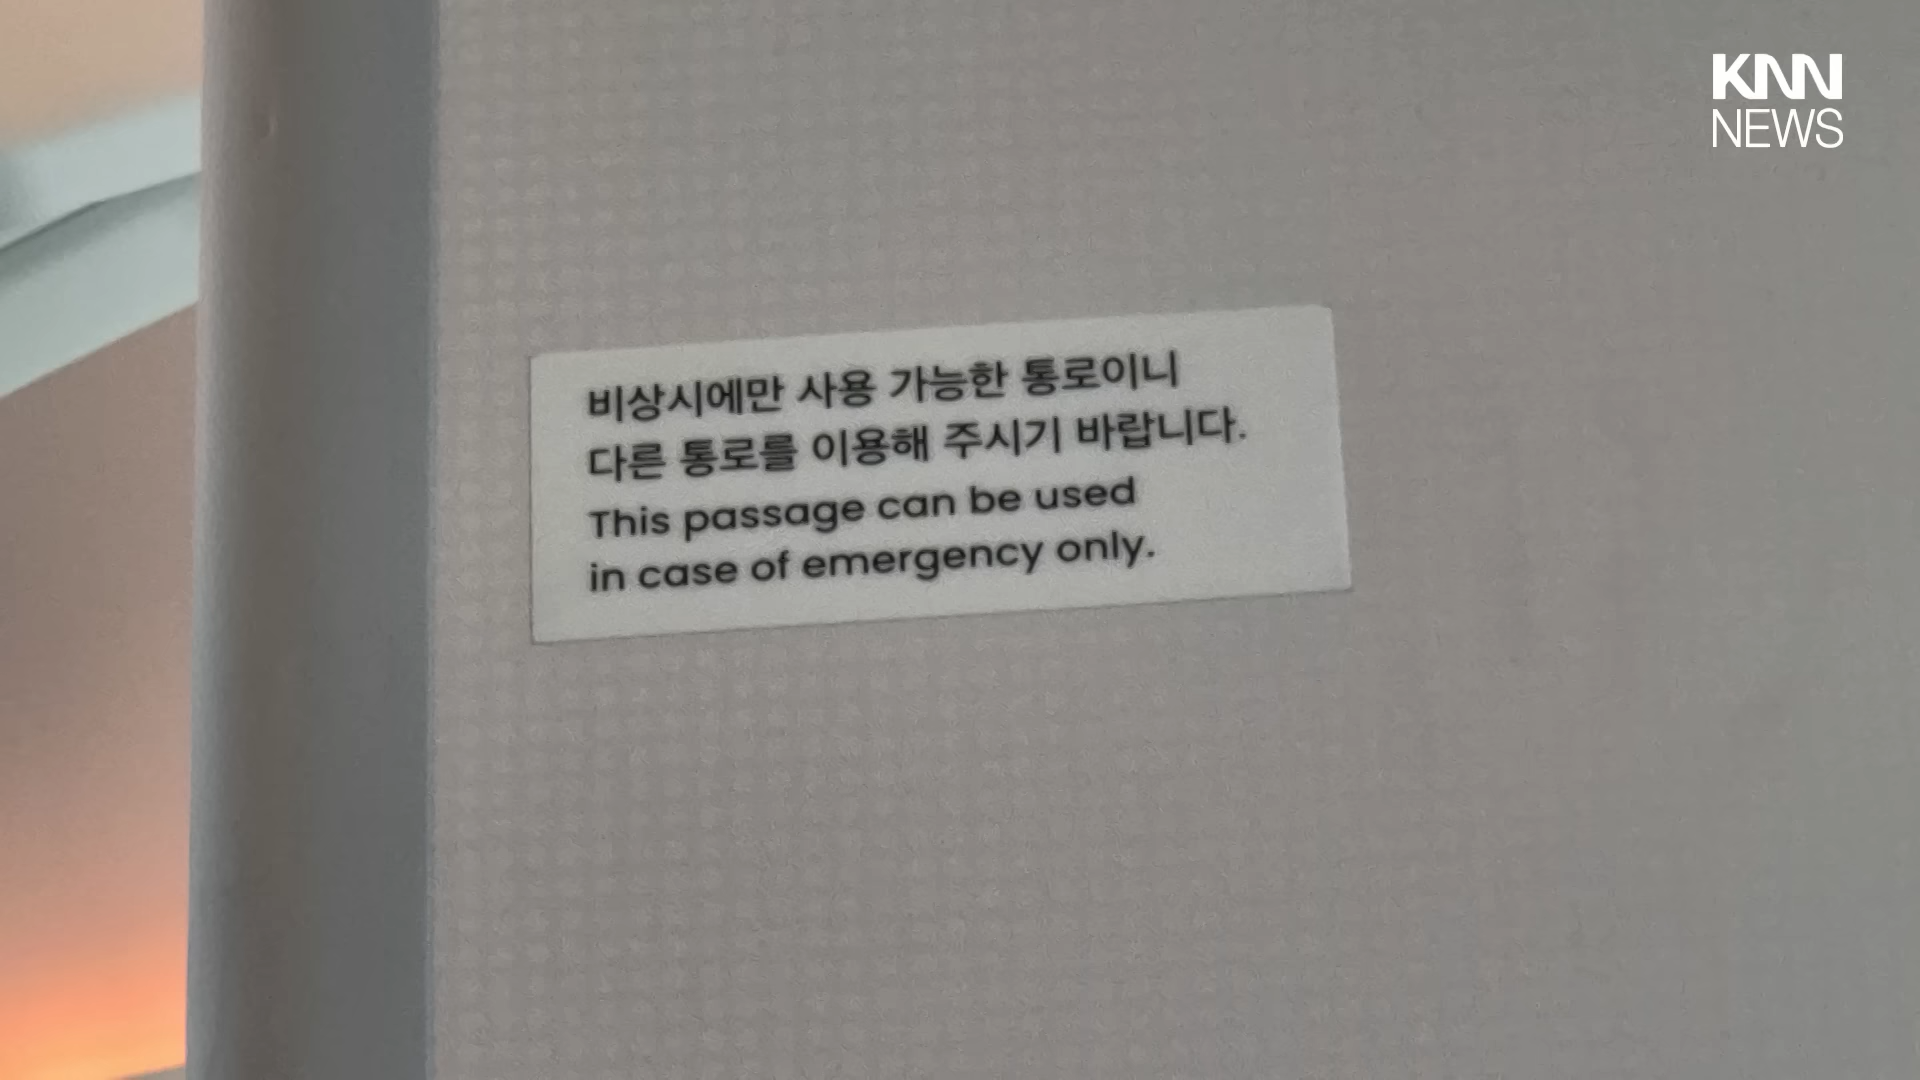 KNN
NEWS
비상시에만 사용 가능한 통로이니
다른 통로를 이용해 주시기 바랍니다.
This passage can be used
in case of emergency only.